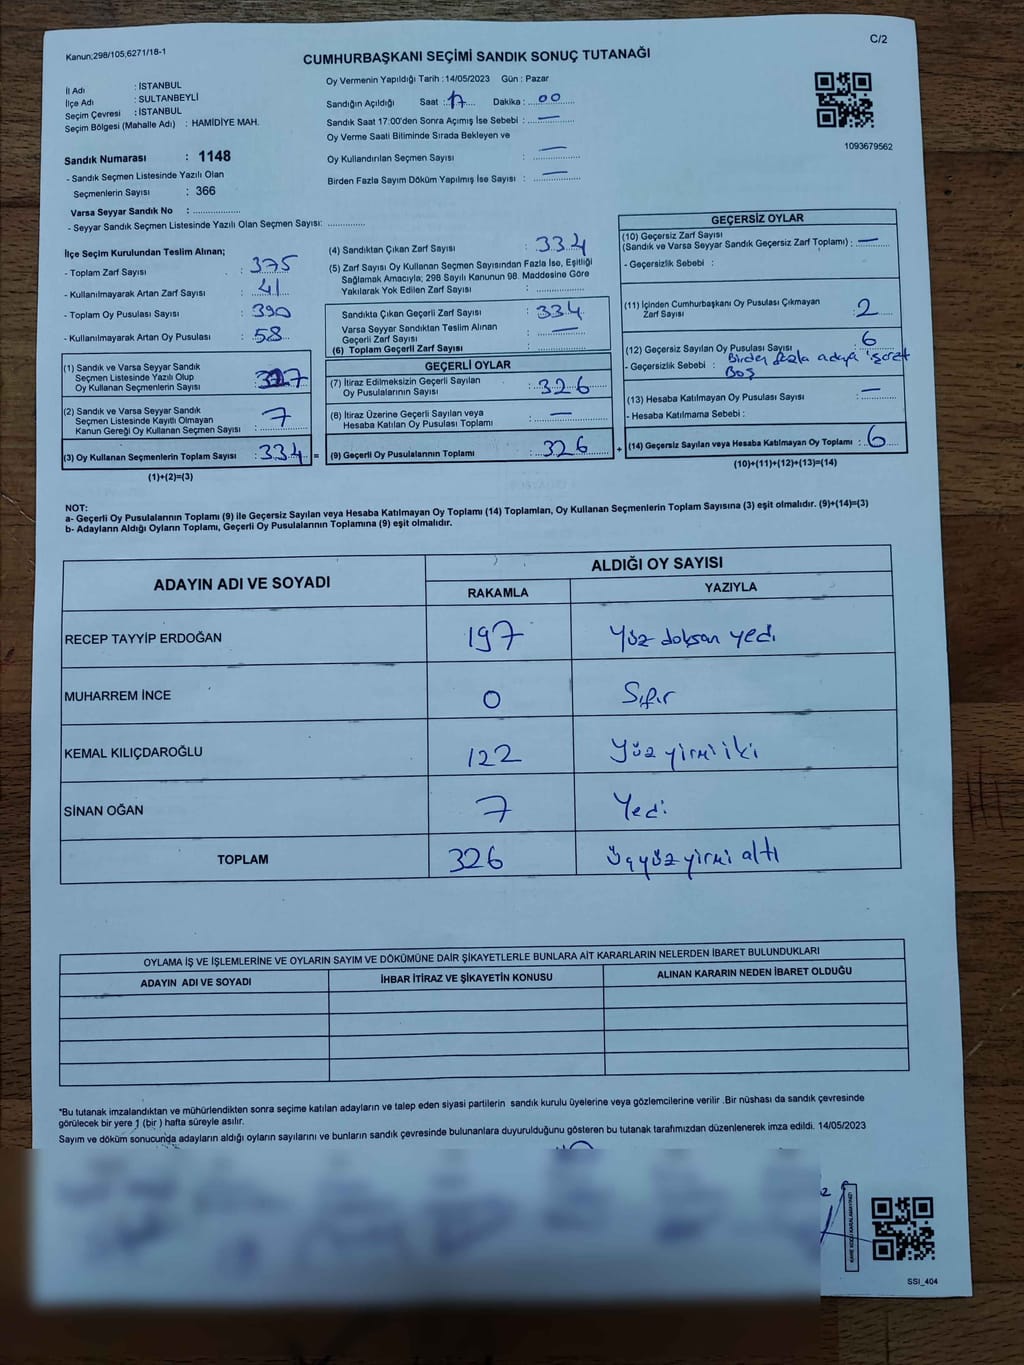 Kanun;298/105,6271/18-1
C/2
CUMHURBAŞKANI SEÇİMİ SANDIK SONUÇ TUTANAĞI
İl Adı : İSTANBUL
İlçe Adı : SULTANBEYLİ
Seçim Çevresi : İSTANBUL
Seçim Bölgesi (Mahalle Adı) : HAMİDİYE MAH.
Oy Vermenin Yapıldığı Tarih :14/05/2023 Gün : Pazar
Sandığın Açıldığı Saat : 17 Dakika : 00
Sandık Saat 17:00'den Sonra Açımış İse Sebebi : —
Oy Verme Saati Bitiminde Sırada Bekleyen ve
Oy Kullandırılan Seçmen Sayısı : —
Birden Fazla Sayım Döküm Yapılmış İse Sayısı : —
1093679562
Sandık Numarası : 1148
- Sandık Seçmen Listesinde Yazılı Olan
Seçmenlerin Sayısı : 366
Varsa Seyyar Sandık No :
- Seyyar Sandık Seçmen Listesinde Yazılı Olan Seçmen Sayısı:
İlçe Seçim Kurulundan Teslim Alınan;
- Toplam Zarf Sayısı : 375
- Kullanılmayarak Artan Zarf Sayısı : 41
- Toplam Oy Pusulası Sayısı : 390
- Kullanılmayarak Artan Oy Pusulası : 58
(1) Sandık ve Varsa Seyyar Sandık
Seçmen Listesinde Yazılı Olup
Oy Kullanan Seçmenlerin Sayısı : 327
(2) Sandık ve Varsa Seyyar Sandık
Seçmen Listesinde Kayıtlı Olmayan
Kanun Gereği Oy Kullanan Seçmen Sayısı : 7
(3) Oy Kullanan Seçmenlerin Toplam Sayısı : 334 =
(1)+(2)=(3)
(4) Sandıktan Çıkan Zarf Sayısı : 334
(5) Zarf Sayısı Oy Kullanan Seçmen Sayısından Fazla İse, Eşitliği
Sağlamak Amacıyla; 298 Sayılı Kanunun 98. Maddesine Göre
Yakılarak Yok Edilen Zarf Sayısı :
Sandıkta Çıkan Geçerli Zarf Sayısı : 334
Varsa Seyyar Sandıktan Teslim Alınan
Geçerli Zarf Sayısı : —
(6) Toplam Geçerli Zarf Sayısı :
GEÇERLİ OYLAR
(7) İtiraz Edilmeksizin Geçerli Sayılan
Oy Pusulalarının Sayısı : 326
(8) İtiraz Üzerine Geçerli Sayılan veya
Hesaba Katılan Oy Pusulası Toplamı : —
(9) Geçerli Oy Pusulalarının Toplamı : 326 +
GEÇERSİZ OYLAR
(10) Geçersiz Zarf Sayısı
(Sandık ve Varsa Seyyar Sandık Geçersiz Zarf Toplamı) : —
- Geçersizlik Sebebi :
(11) İçinden Cumhurbaşkanı Oy Pusulası Çıkmayan
Zarf Sayısı : 2
(12) Geçersiz Sayılan Oy Pusulası Sayısı : 6
- Geçersizlik Sebebi : Birden fazla adaya işaret
Boş
(13) Hesaba Katılmayan Oy Pusulası Sayısı : —
- Hesaba Katılmama Sebebi :
(14) Geçersiz Sayılan veya Hesaba Katılmayan Oy Toplamı : 6
(10)+(11)+(12)+(13)=(14)
NOT:
a- Geçerli Oy Pusulalarının Toplamı (9) ile Geçersiz Sayılan veya Hesaba Katılmayan Oy Toplamı (14) Toplamları, Oy Kullanan Seçmenlerin Toplam Sayısına (3) eşit olmalıdır. (9)+(14)=(3)
b- Adayların Aldığı Oyların Toplamı, Geçerli Oy Pusulalarının Toplamına (9) eşit olmalıdır.
ADAYIN ADI VE SOYADI
ALDIĞI OY SAYISI
RAKAMLA YAZIYLA
RECEP TAYYİP ERDOĞAN 197 Yüz doksan yedi
MUHARREM İNCE 0 Sıfır
KEMAL KILIÇDAROĞLU 122 Yüz yirmi iki
SİNAN OĞAN 7 Yedi
TOPLAM 326 Üçyüz yirmi altı
OYLAMA İŞ VE İŞLEMLERİNE VE OYLARIN SAYIM VE DÖKÜMÜNE DAİR ŞİKAYETLERLE BUNLARA AİT KARARLARIN NELERDEN İBARET BULUNDUKLARI
ADAYIN ADI VE SOYADI İHBAR İTİRAZ VE ŞİKAYETİN KONUSU ALINAN KARARIN NEDEN İBARET OLDUĞU
*Bu tutanak imzalandıktan ve mühürlendikten sonra seçime katılan adayların ve talep eden siyasi partilerin sandık kurulu üyelerine veya gözlemcilerine verilir .Bir nüshası da sandık çevresinde
görülecek bir yere 1 (bir ) hafta süreyle asılır.
Sayım ve döküm sonucunda adayların aldığı oyların sayılarını ve bunların sandık çevresinde bulunanlara duyurulduğunu gösteren bu tutanak tarafımızdan düzenlenerek imza edildi. 14/05/2023
KARE KODU KARALAMAYINIZ!
SSI_404